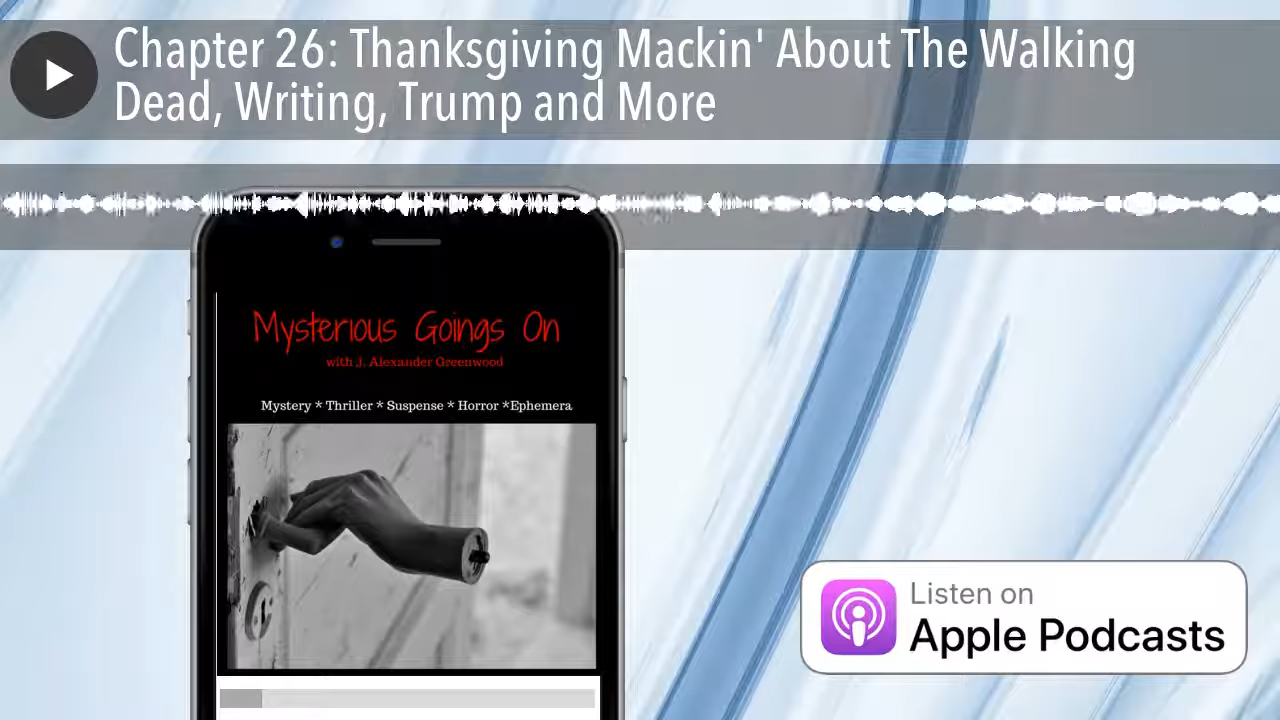 Chapter 26: Thanksgiving Mackin' About The Walking
Dead, Writing, Trump and More
Mysterious Goings On
with J. Alexander Greenwood
Mystery * Thriller * Suspense * Horror *Ephemera
Listen on
Apple Podcasts